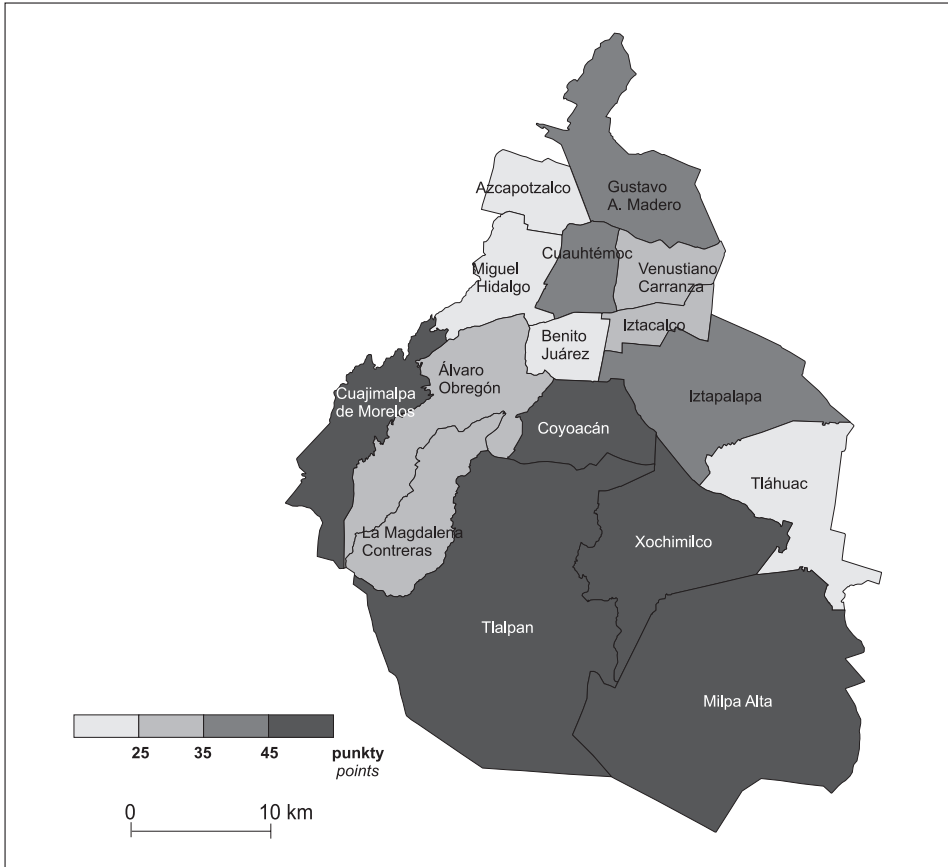 Azcapotzalco
Gustavo
A. Madero
Cuauhtémoc
Miguel
Hidalgo
Venustiano
Carranza
Iztacalco
Benito
Juárez
Álvaro
Obregón
Cuajimalpa
de Morelos
Iztapalapa
Coyoacán
Tláhuac
La Magdalena
Contreras
Xochimilco
Tlalpan
Milpa Alta
25 35 45 punkty
points
0 10 km